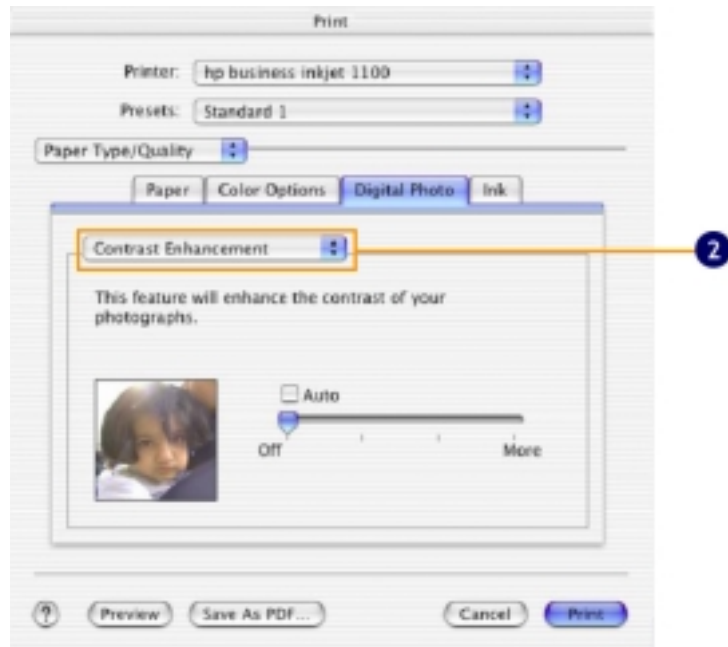 Print
Printer: hp business inkjet 1100
Presets: Standard 1
Paper Type/Quality
Paper Color Options Digital Photo Ink
Contrast Enhancement
2
This feature will enhance the contrast of your
photographs.
Auto
Off More
? Preview Save As PDF... Cancel Print